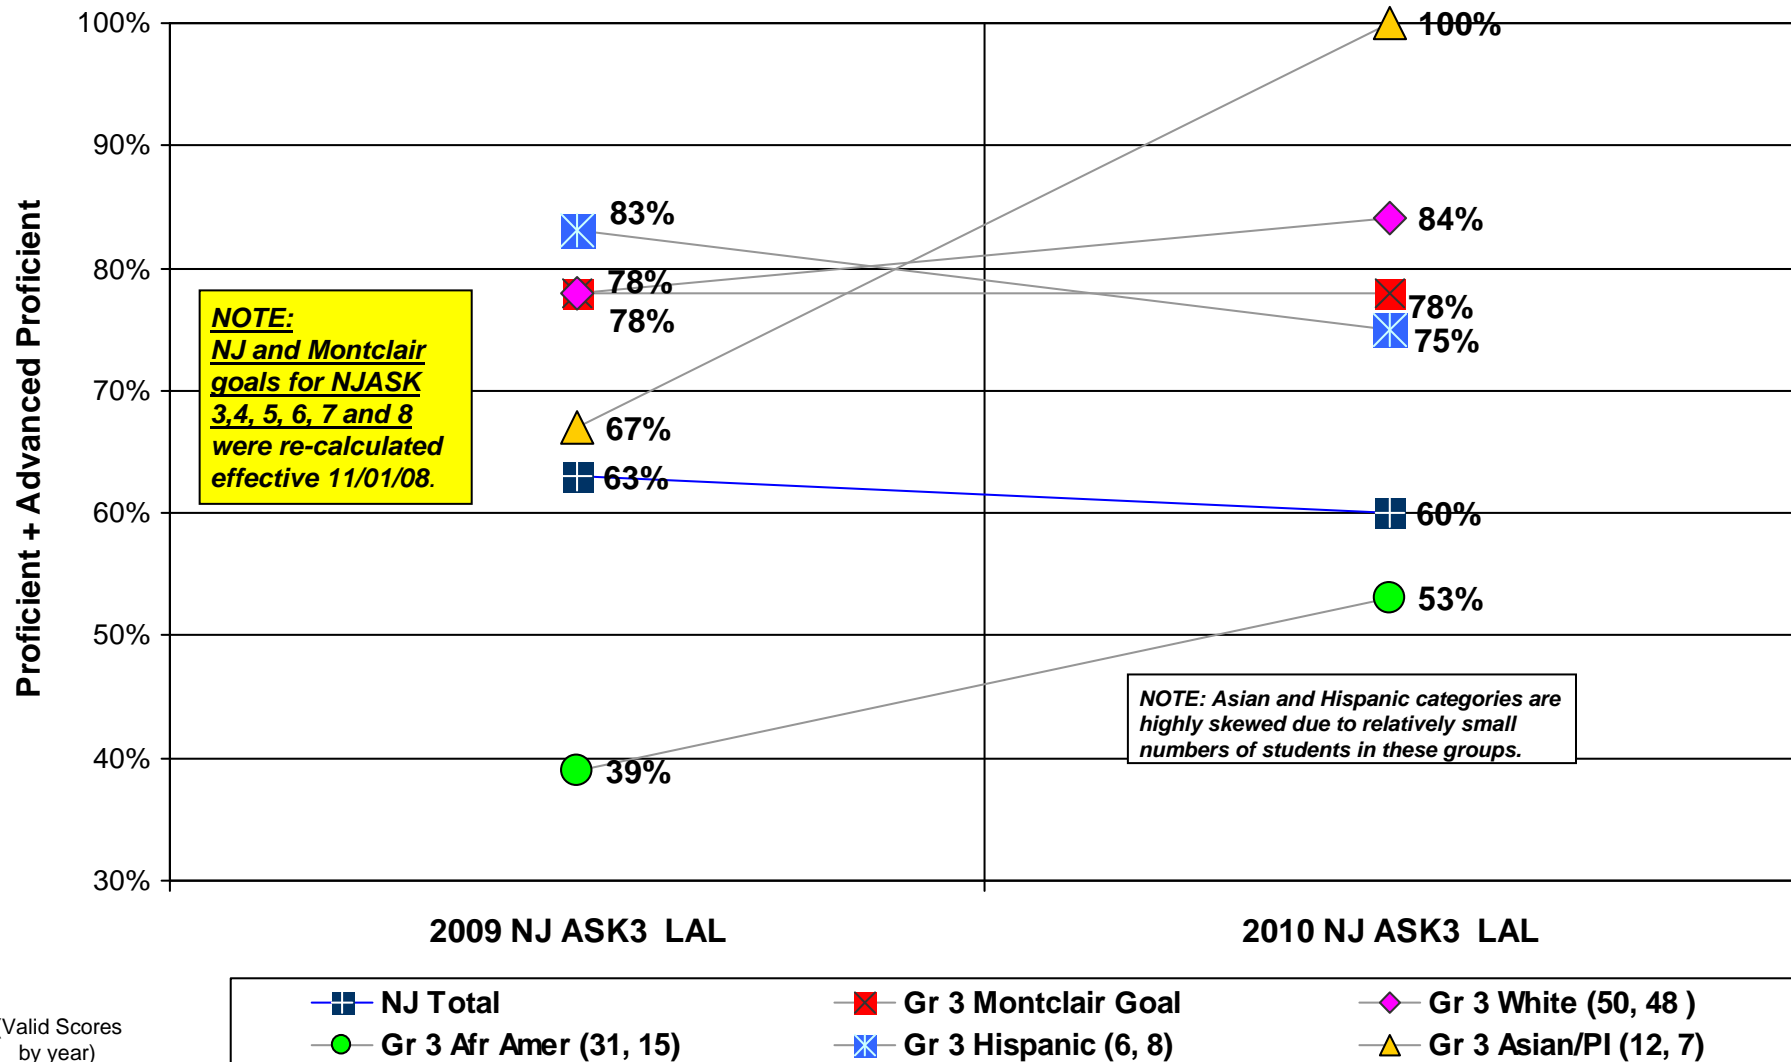 Proficient + Advanced Proficient
100%
90%
80%
70%
60%
50%
40%
30%
83%
78%
78%
67%
63%
39%
100%
84%
78%
75%
60%
53%
NOTE:
NJ and Montclair
goals for NJASK
3,4, 5, 6, 7 and 8
were re-calculated
effective 11/01/08.
NOTE: Asian and Hispanic categories are
highly skewed due to relatively small
numbers of students in these groups.
2009 NJ ASK3  LAL
2010 NJ ASK3  LAL
(Valid Scores
by year)
NJ Total
Gr 3 Montclair Goal
Gr 3 White (50, 48 )
Gr 3 Afr Amer (31, 15)
Gr 3 Hispanic (6, 8)
Gr 3 Asian/PI (12, 7)